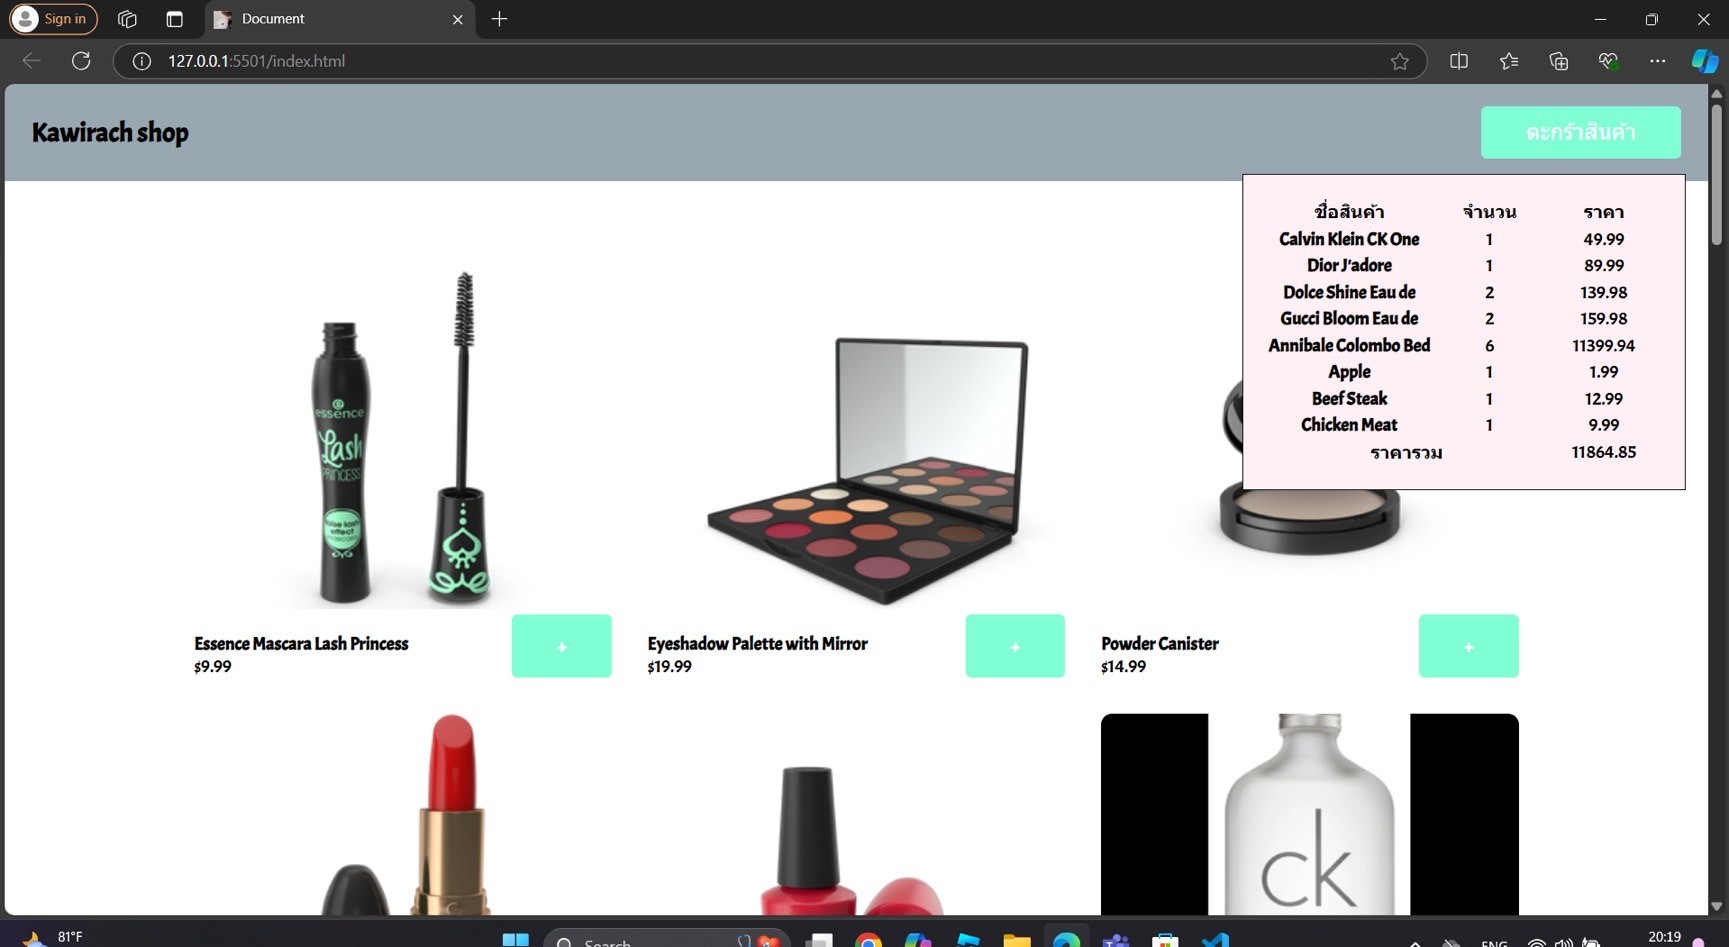 Sign in
Document
127.0.0.1:5501/index.html
Kawirach shop
ตะกร้าสินค้า
ชื่อสินค้า จำนวน ราคา
Calvin Klein CK One 1 49.99
Dior J'adore 1 89.99
Dolce Shine Eau de 2 139.98
Gucci Bloom Eau de 2 159.98
Annibale Colombo Bed 6 11399.94
Apple 1 1.99
Beef Steak 1 12.99
Chicken Meat 1 9.99
ราคารวม 11864.85
essence
Lash
PRINCESS
false lash
effect
Essence Mascara Lash Princess
$9.99
+
Eyeshadow Palette with Mirror
$19.99
+
Powder Canister
$14.99
+
ck
81°F
Search
ENG
20:19